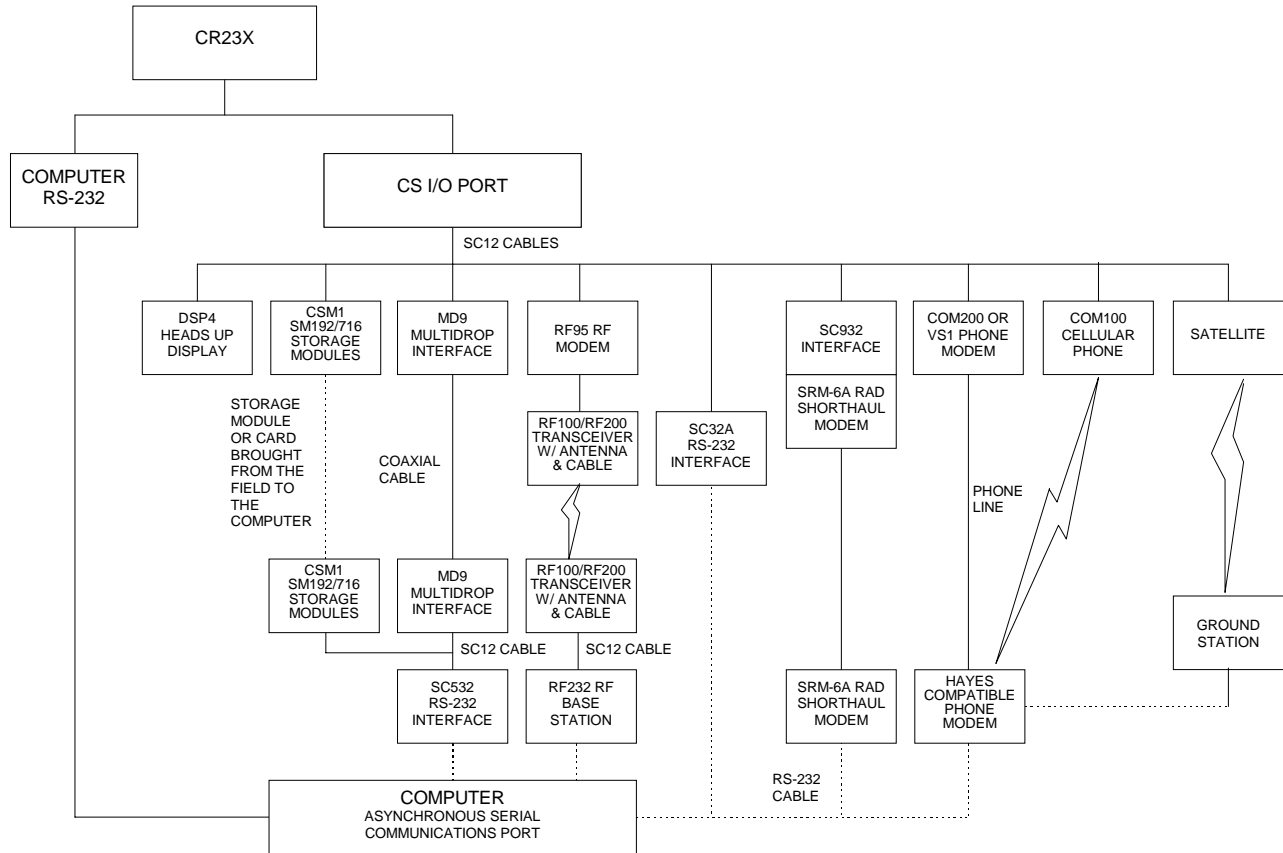 CR23X
COMPUTER
RS-232
CS I/O PORT
SC12 CABLES
DSP4
HEADS UP
DISPLAY
CSM1
SM192/716
STORAGE
MODULES
MD9
MULTIDROP
INTERFACE
RF95 RF
MODEM
SC932
INTERFACE
COM200 OR
VS1 PHONE
MODEM
COM100
CELLULAR
PHONE
SATELLITE
SRM-6A RAD
SHORTHAUL
MODEM
STORAGE
MODULE
OR CARD
BROUGHT
FROM THE
FIELD TO
THE
COMPUTER
COAXIAL
CABLE
RF100/RF200
TRANSCEIVER
W/ ANTENNA
& CABLE
SC32A
RS-232
INTERFACE
PHONE
LINE
CSM1
SM192/716
STORAGE
MODULES
MD9
MULTIDROP
INTERFACE
RF100/RF200
TRANSCEIVER
W/ ANTENNA
& CABLE
GROUND
STATION
SC12 CABLE
SC12 CABLE
SC532
RS-232
INTERFACE
RF232 RF
BASE
STATION
SRM-6A RAD
SHORTHAUL
MODEM
HAYES
COMPATIBLE
PHONE
MODEM
RS-232
CABLE
COMPUTER
ASYNCHRONOUS SERIAL
COMMUNICATIONS PORT